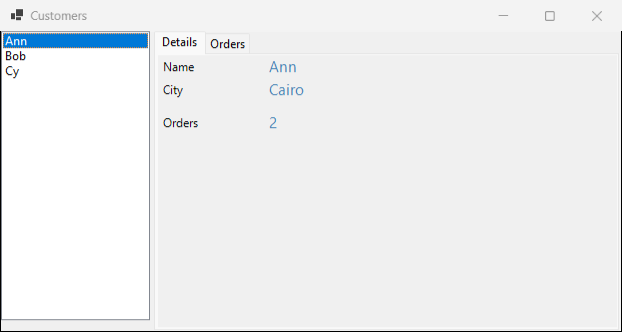 Customers
Ann
Bob
Cy
Details Orders
Name Ann
City Cairo
Orders 2